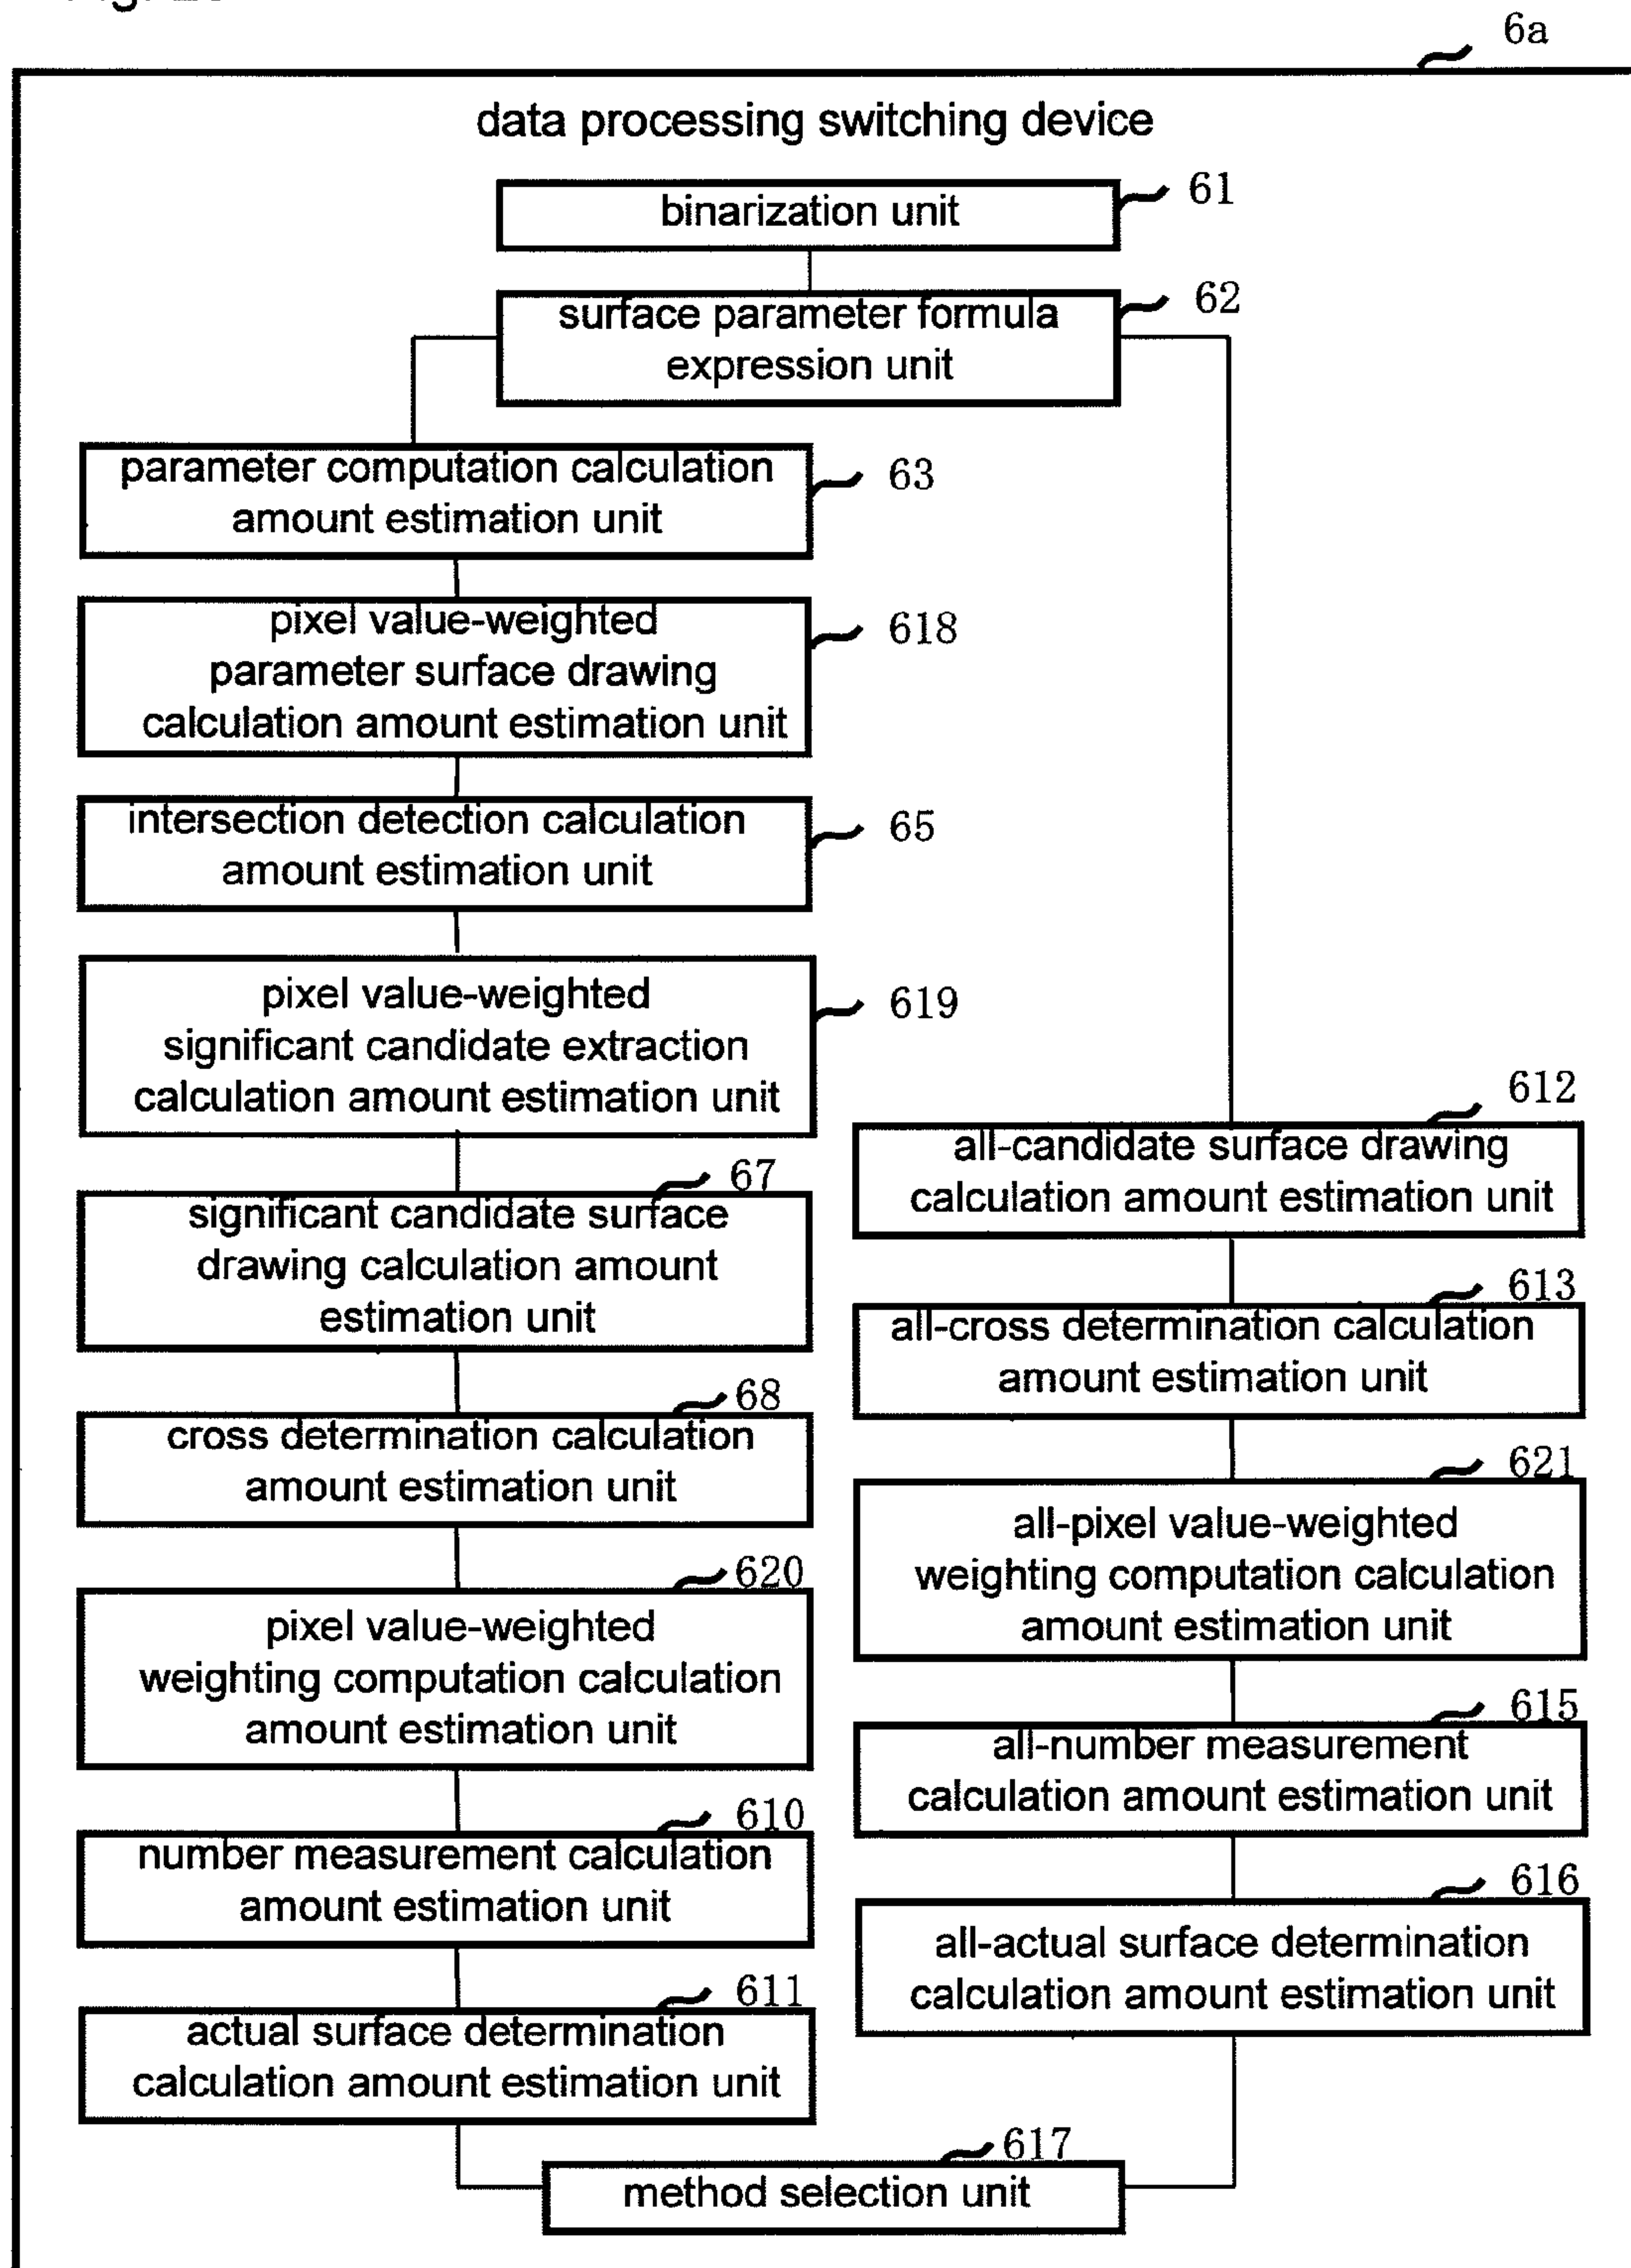 6a
data processing switching device
binarization unit
61
surface parameter formula
expression unit
62
parameter computation calculation
amount estimation unit
63
pixel value-weighted
parameter surface drawing
calculation amount estimation unit
618
intersection detection calculation
amount estimation unit
65
pixel value-weighted
significant candidate extraction
calculation amount estimation unit
619
67
significant candidate surface
drawing calculation amount
estimation unit
68
cross determination calculation
amount estimation unit
620
pixel value-weighted
weighting computation calculation
amount estimation unit
610
number measurement calculation
amount estimation unit
611
actual surface determination
calculation amount estimation unit
612
all-candidate surface drawing
calculation amount estimation unit
613
all-cross determination calculation
amount estimation unit
621
all-pixel value-weighted
weighting computation calculation
amount estimation unit
615
all-number measurement
calculation amount estimation unit
616
all-actual surface determination
calculation amount estimation unit
617
method selection unit